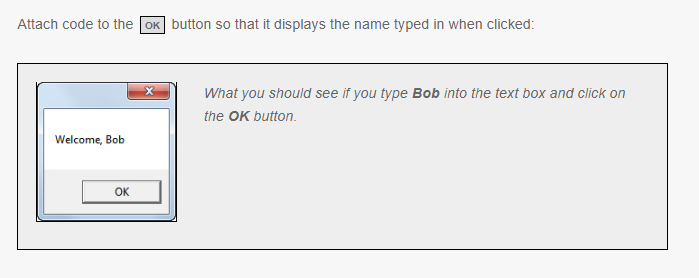 Attach code to the OK button so that it displays the name typed in when clicked:
What you should see if you type Bob into the text box and click on
the OK button.
Welcome, Bob
OK